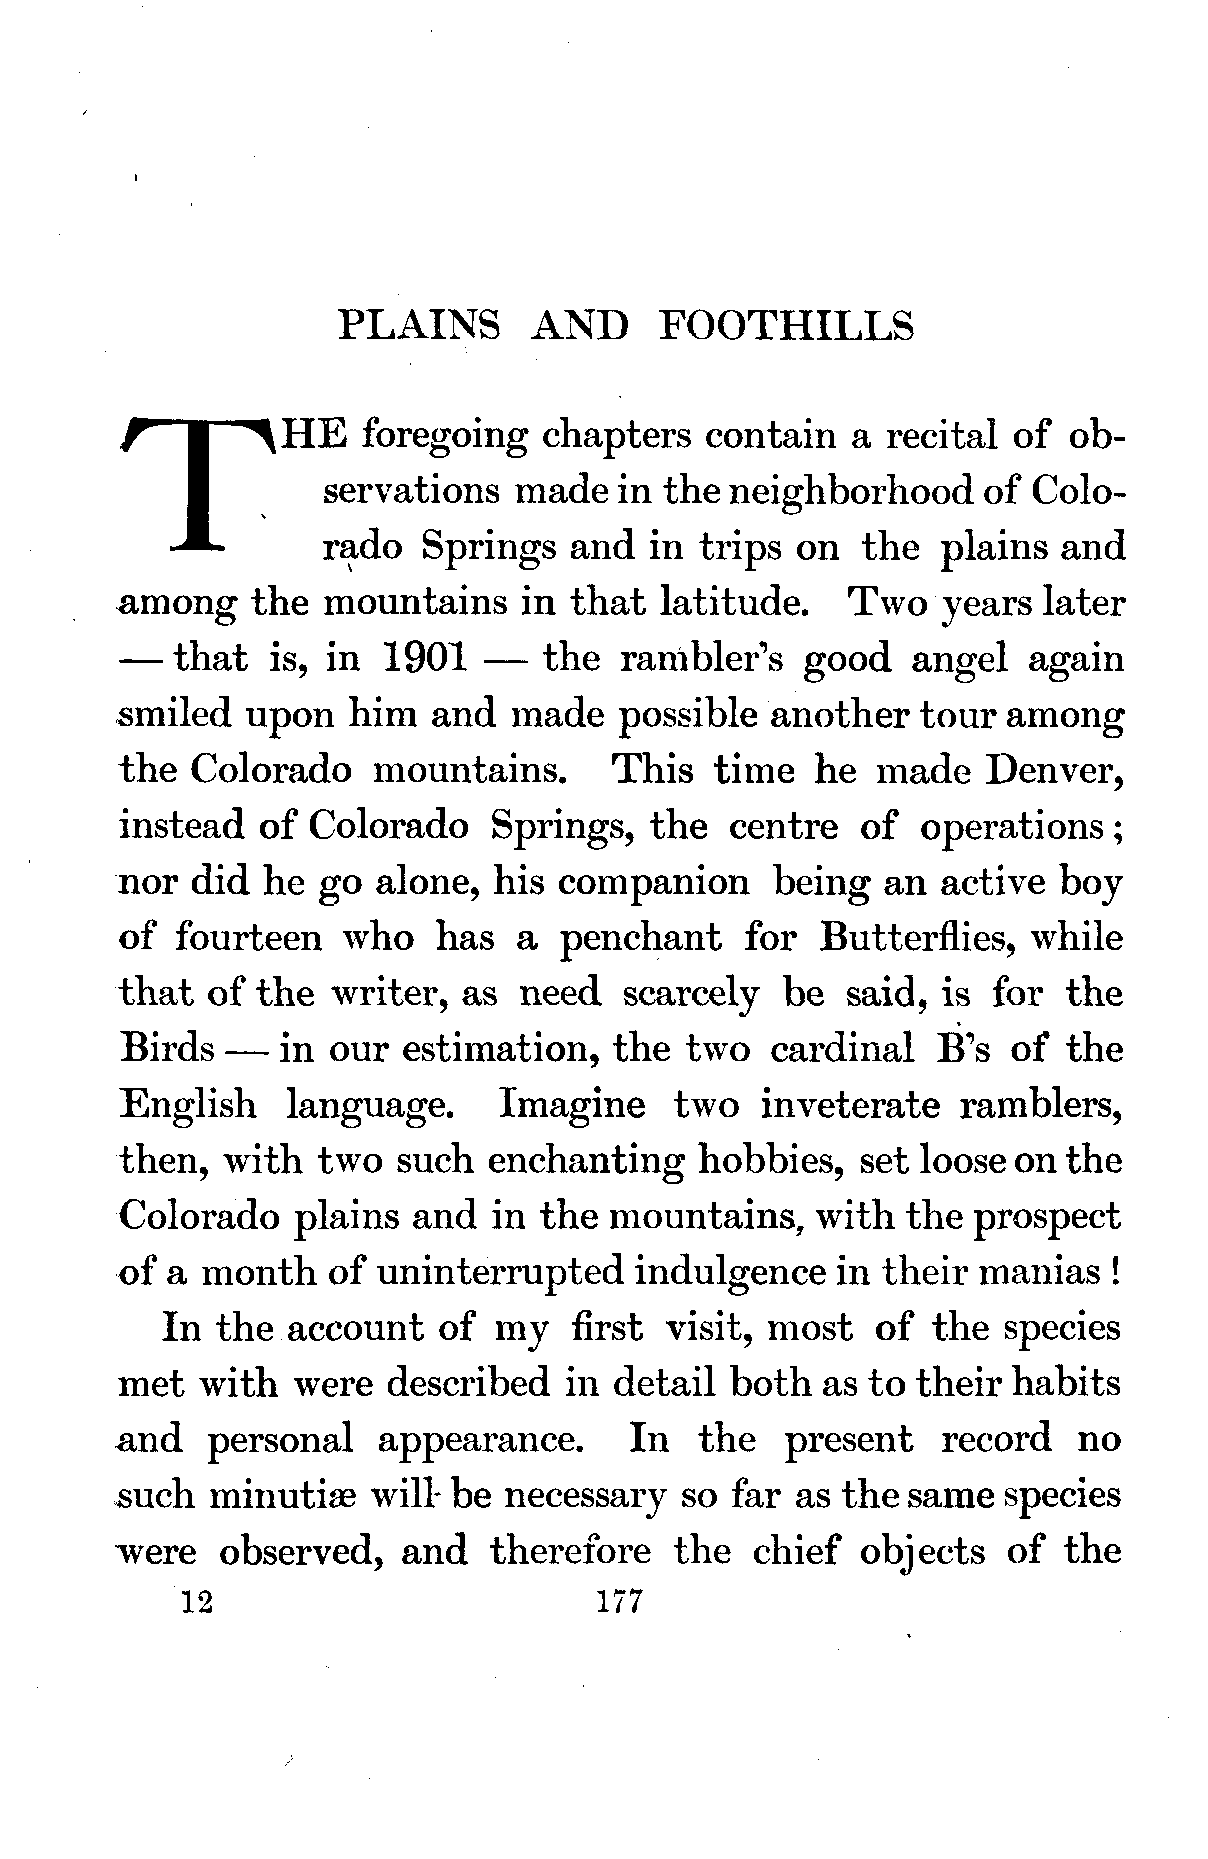 PLAINS AND FOOTHILLS
THE foregoing chapters contain a recital of ob-
servations made in the neighborhood of Colo-
rado Springs and in trips on the plains and
among the mountains in that latitude. Two years later
— that is, in 1901 — the rambler's good angel again
smiled upon him and made possible another tour among
the Colorado mountains. This time he made Denver,
instead of Colorado Springs, the centre of operations;
nor did he go alone, his companion being an active boy
of fourteen who has a penchant for Butterflies, while
that of the writer, as need scarcely be said, is for the
Birds — in our estimation, the two cardinal B's of the
English language. Imagine two inveterate ramblers,
then, with two such enchanting hobbies, set loose on the
Colorado plains and in the mountains, with the prospect
of a month of uninterrupted indulgence in their manias!
In the account of my first visit, most of the species
met with were described in detail both as to their habits
and personal appearance. In the present record no
such minutiæ will be necessary so far as the same species
were observed, and therefore the chief objects of the
12 177